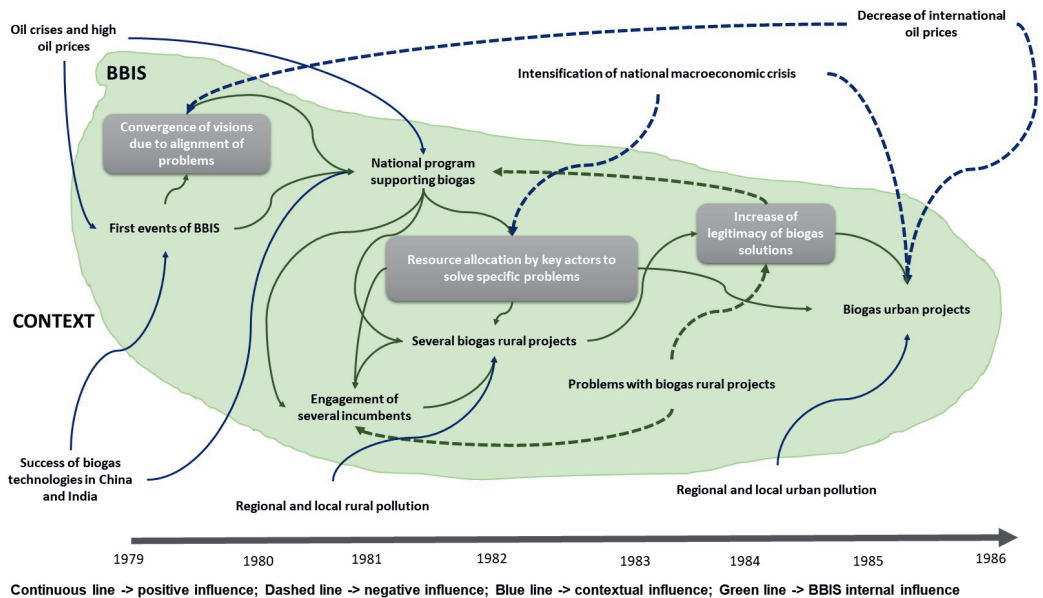 Oil crises and high
oil prices
Decrease of international
oil prices
BBIS
Intensification of national macroeconomic crisis
Convergence of visions
due to alignment of
problems
National program
supporting biogas
First events of BBIS
Increase of
legitimacy of biogas
solutions
Resource allocation by key actors to
solve specific problems
CONTEXT
Biogas urban projects
Several biogas rural projects
Problems with biogas rural projects
Engagement of
several incumbents
Success of biogas
technologies in China
and India
Regional and local rural pollution
Regional and local urban pollution
1979 1980 1981 1982 1983 1984 1985 1986
Continuous line -> positive influence; Dashed line -> negative influence; Blue line -> contextual influence; Green line -> BBIS internal influence